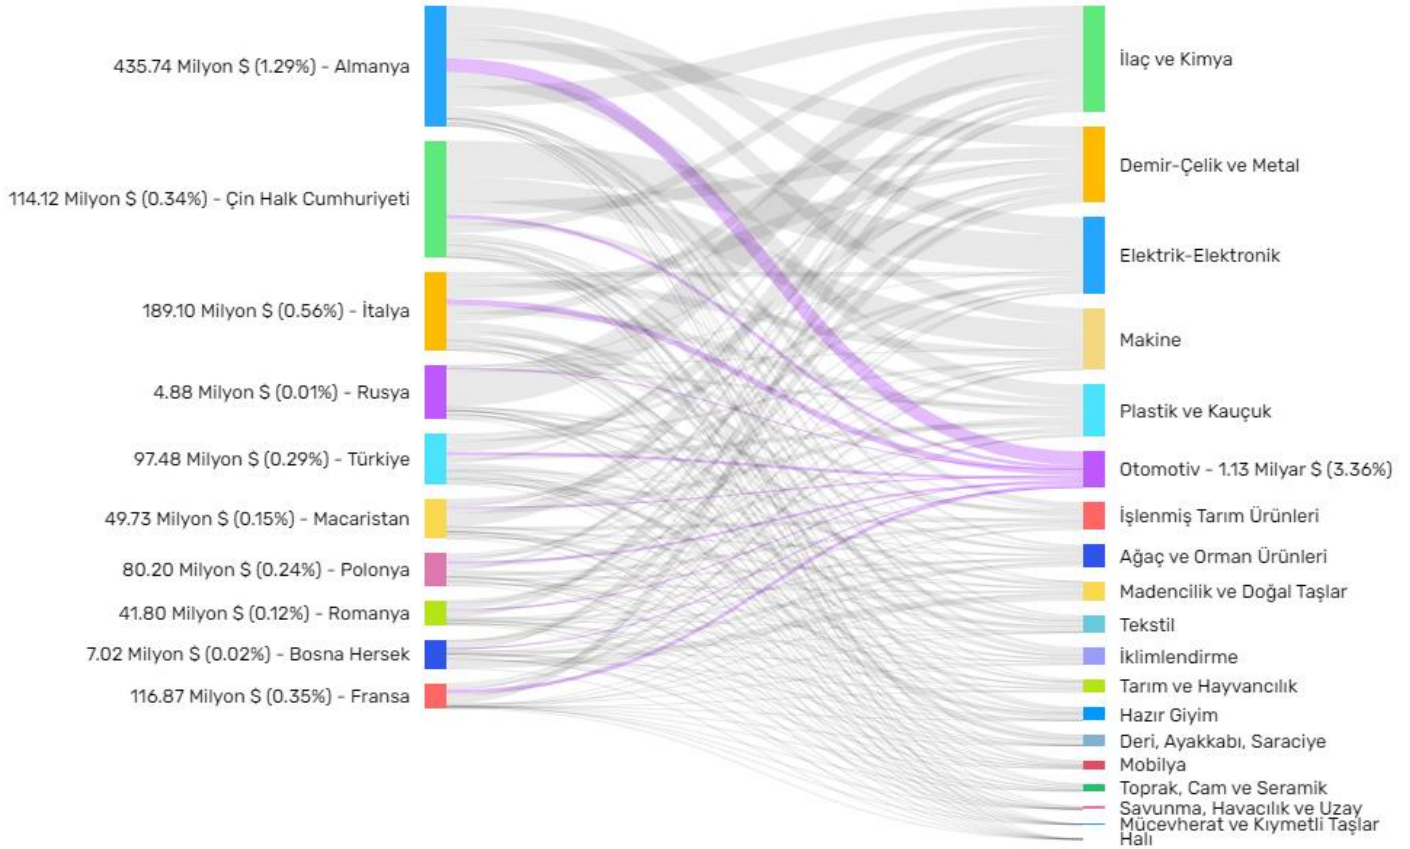 435.74 Milyon $ (1.29%) - Almanya
114.12 Milyon $ (0.34%) - Çin Halk Cumhuriyeti
189.10 Milyon $ (0.56%) - İtalya
4.88 Milyon $ (0.01%) - Rusya
97.48 Milyon $ (0.29%) - Türkiye
49.73 Milyon $ (0.15%) - Macaristan
80.20 Milyon $ (0.24%) - Polonya
41.80 Milyon $ (0.12%) - Romanya
7.02 Milyon $ (0.02%) - Bosna Hersek
116.87 Milyon $ (0.35%) - Fransa
İlaç ve Kimya
Demir-Çelik ve Metal
Elektrik-Elektronik
Makine
Plastik ve Kauçuk
Otomotiv - 1.13 Milyar $ (3.36%)
İşlenmiş Tarım Ürünleri
Ağaç ve Orman Ürünleri
Madencilik ve Doğal Taşlar
Tekstil
İklimlendirme
Tarım ve Hayvancılık
Hazır Giyim
Deri, Ayakkabı, Saraciye
Mobilya
Toprak, Cam ve Seramik
Savunma, Havacılık ve Uzay
Mücevherat ve Kıymetli Taşlar
Halı